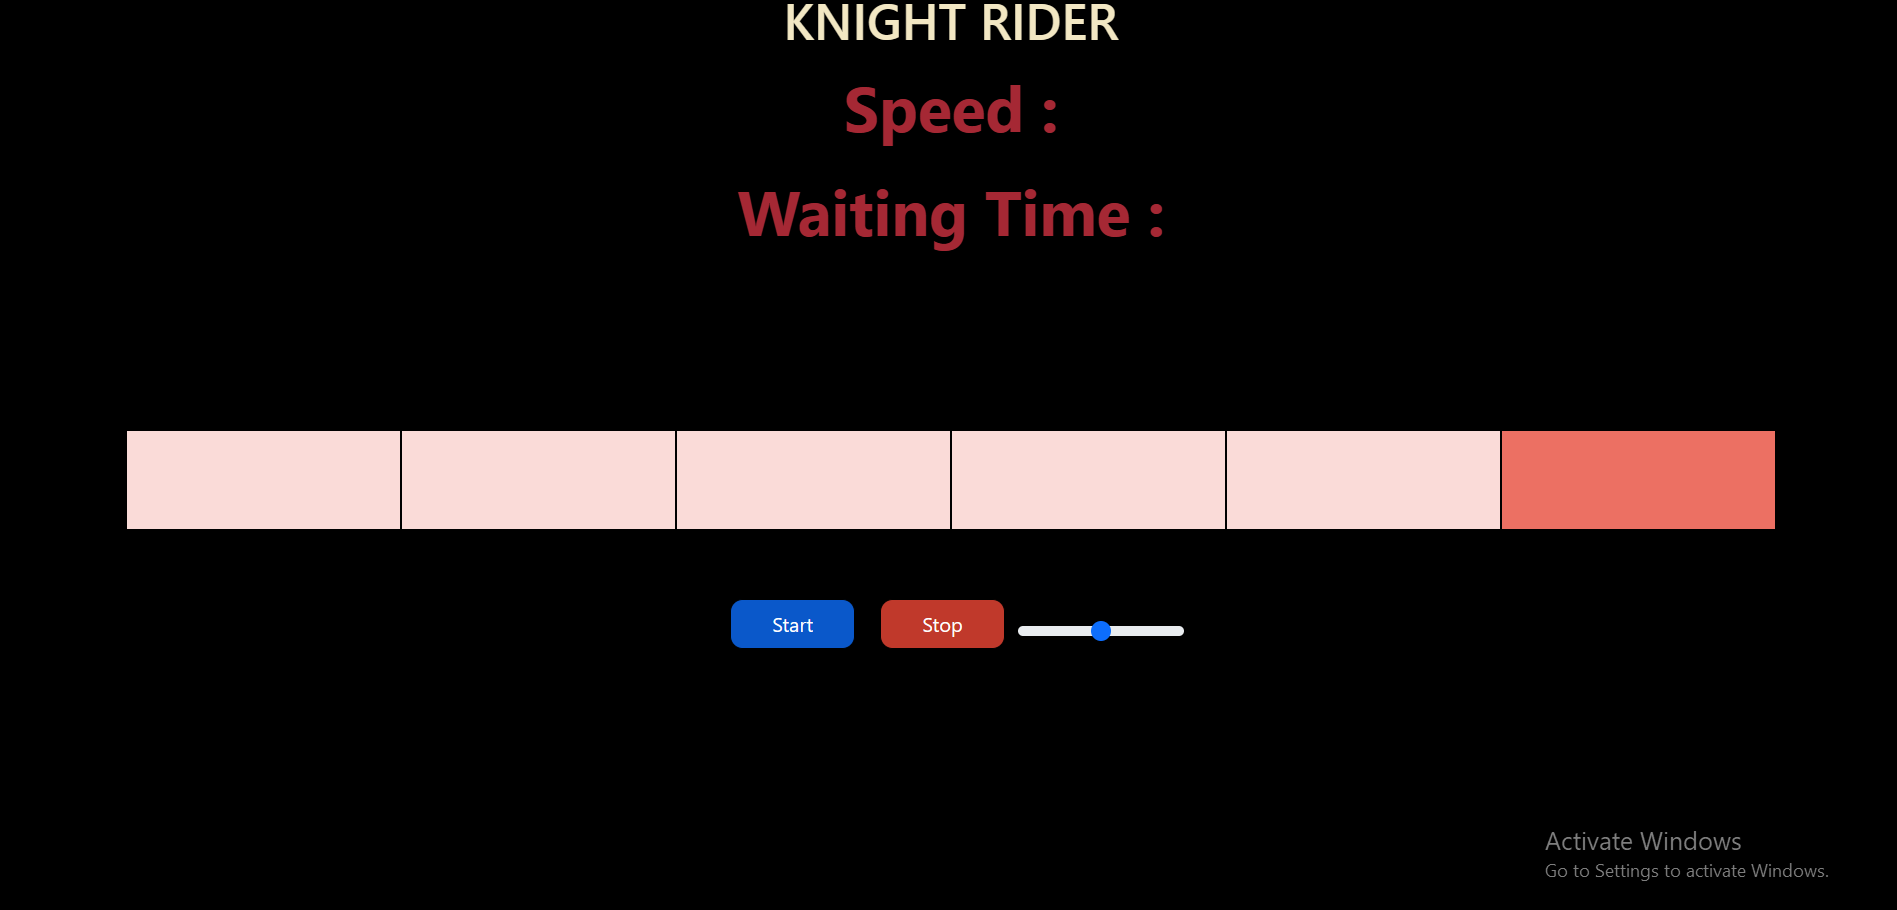 KNIGHT RIDER
Speed :
Waiting Time :
Start Stop
Activate Windows
Go to Settings to activate Windows.